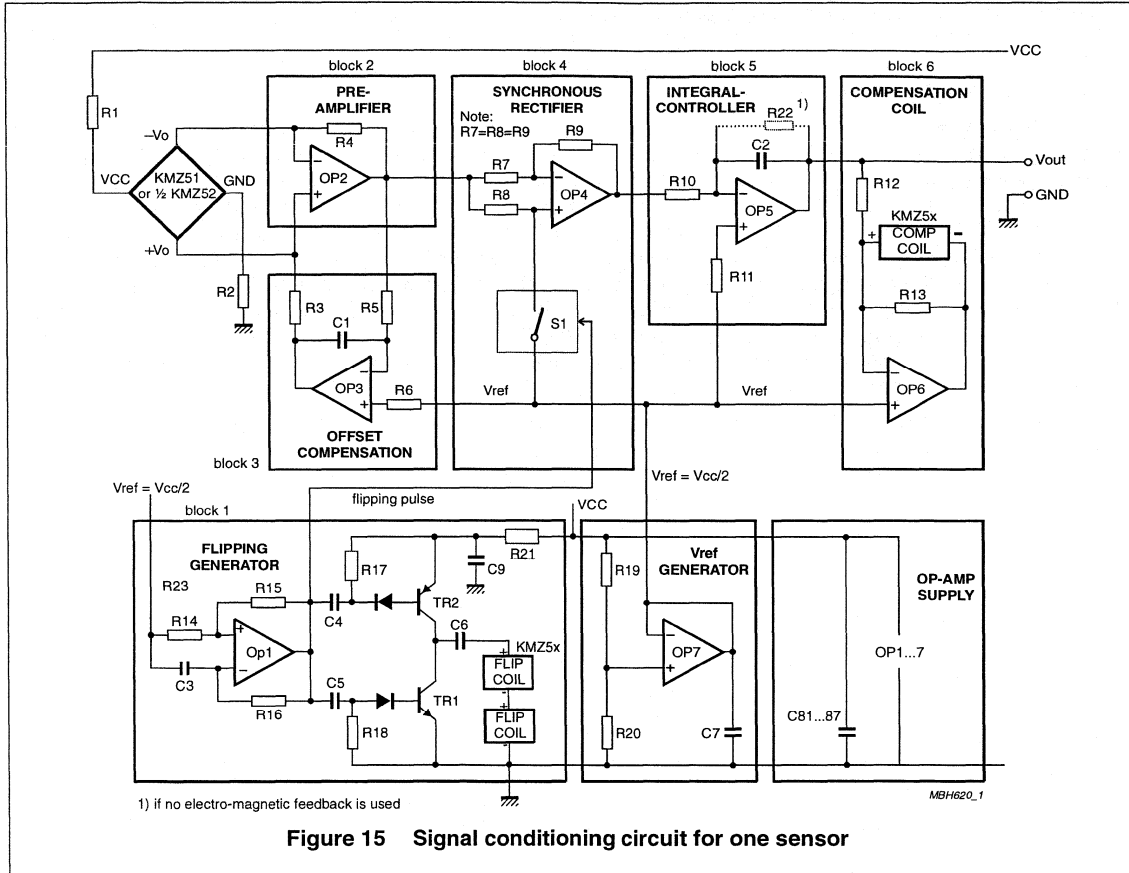 VCC
block 2
block 4
block 5
block 6
PRE-
AMPLIFIER
SYNCHRONOUS
RECTIFIER
INTEGRAL-
CONTROLLER
1)
COMPENSATION
COIL
Note:
R7=R8=R9
R1
–Vo
R4
R9
R22
C2
KMZ51
or ½ KMZ52
VCC
GND
OP2
R7
R8
OP4
R10
OP5
R12
Vout
GND
KMZ5x
+
COMP
COIL
–
+Vo
R2
R3
R5
C1
S1
R11
R13
OP3
R6
Vref
Vref
OP6
OFFSET
COMPENSATION
block 3
Vref = Vcc/2
block 1
flipping pulse
Vref = Vcc/2
VCC
FLIPPING
GENERATOR
R17
C9
R21
R19
Vref
GENERATOR
OP-AMP
SUPPLY
R23
R15
R14
C4
TR2
C6
KMZ5x
Op1
C3
+
FLIP
COIL
-
OP7
OP1...7
R16
C5
TR1
+
FLIP
COIL
-
R18
R20
C7
C81...87
MBH620_1
1) if no electro-magnetic feedback is used
Figure 15 Signal conditioning circuit for one sensor